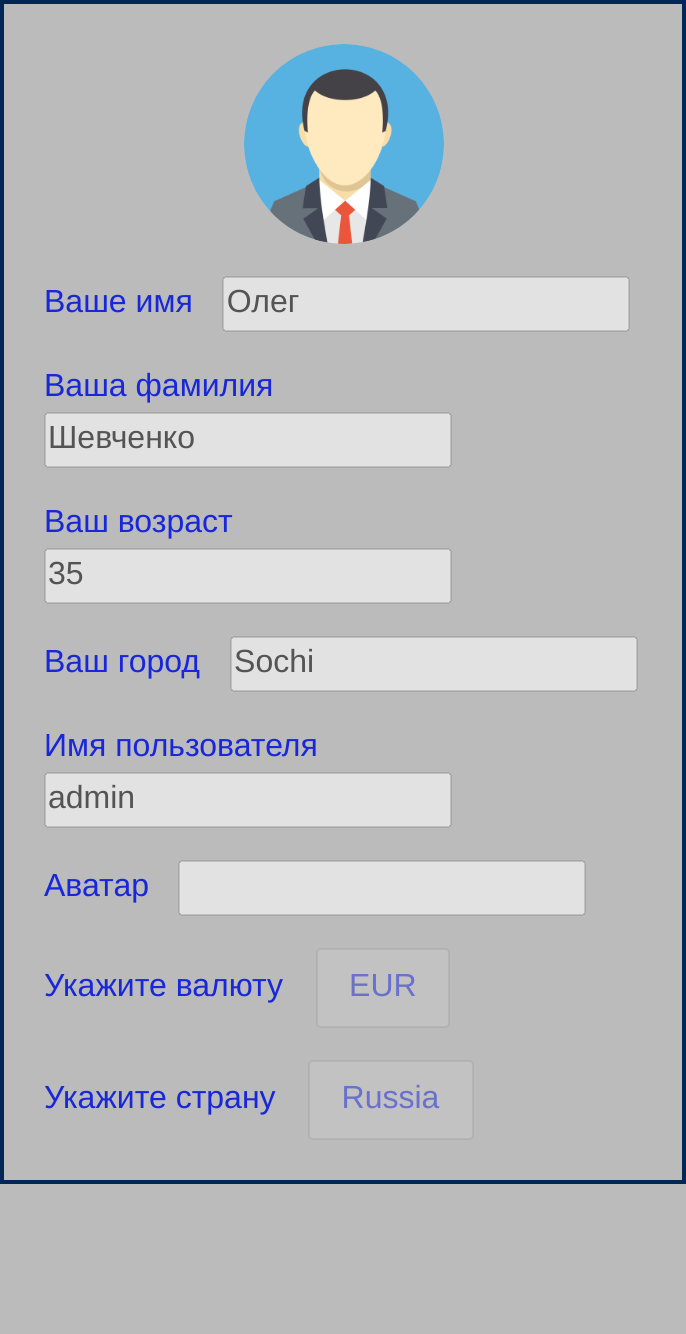 Ваше имя Олег
Ваша фамилия
Шевченко
Ваш возраст
35
Ваш город Sochi
Имя пользователя
admin
Аватар
Укажите валюту EUR
Укажите страну Russia